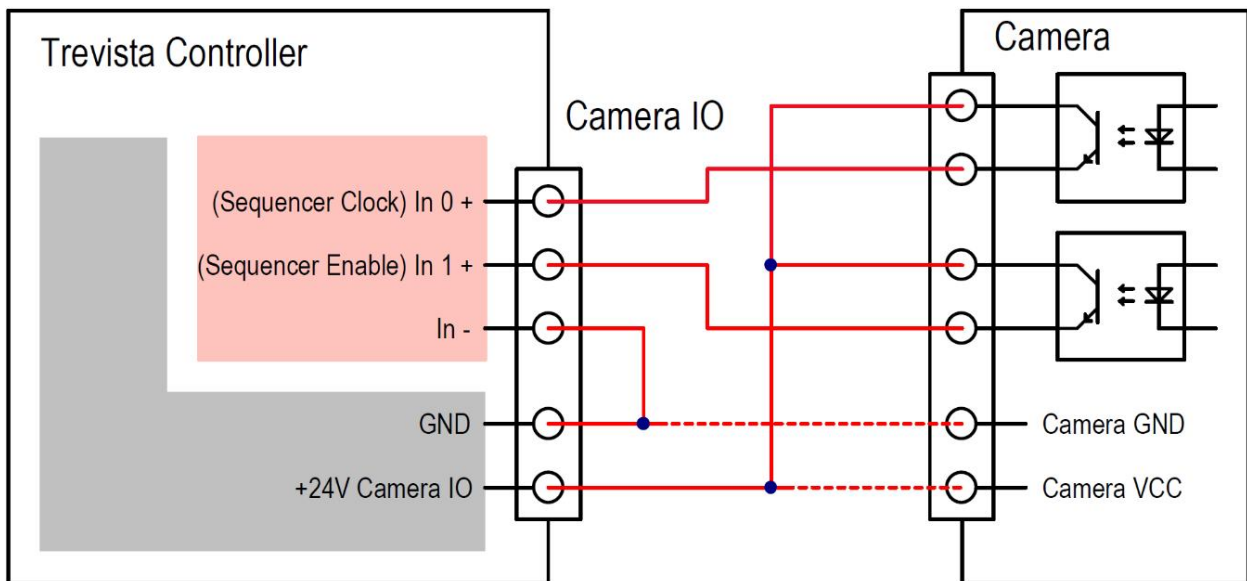 Trevista Controller
Camera IO
Camera
(Sequencer Clock) In 0 +
(Sequencer Enable) In 1 +
In -
GND
+24V Camera IO
Camera GND
Camera VCC